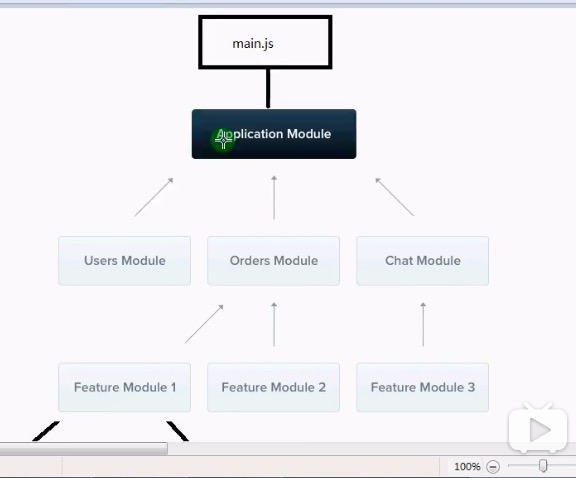 main.js
Application Module
Users Module
Orders Module
Chat Module
Feature Module 1
Feature Module 2
Feature Module 3
100%